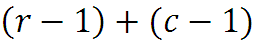 (r − 1) + (c − 1)